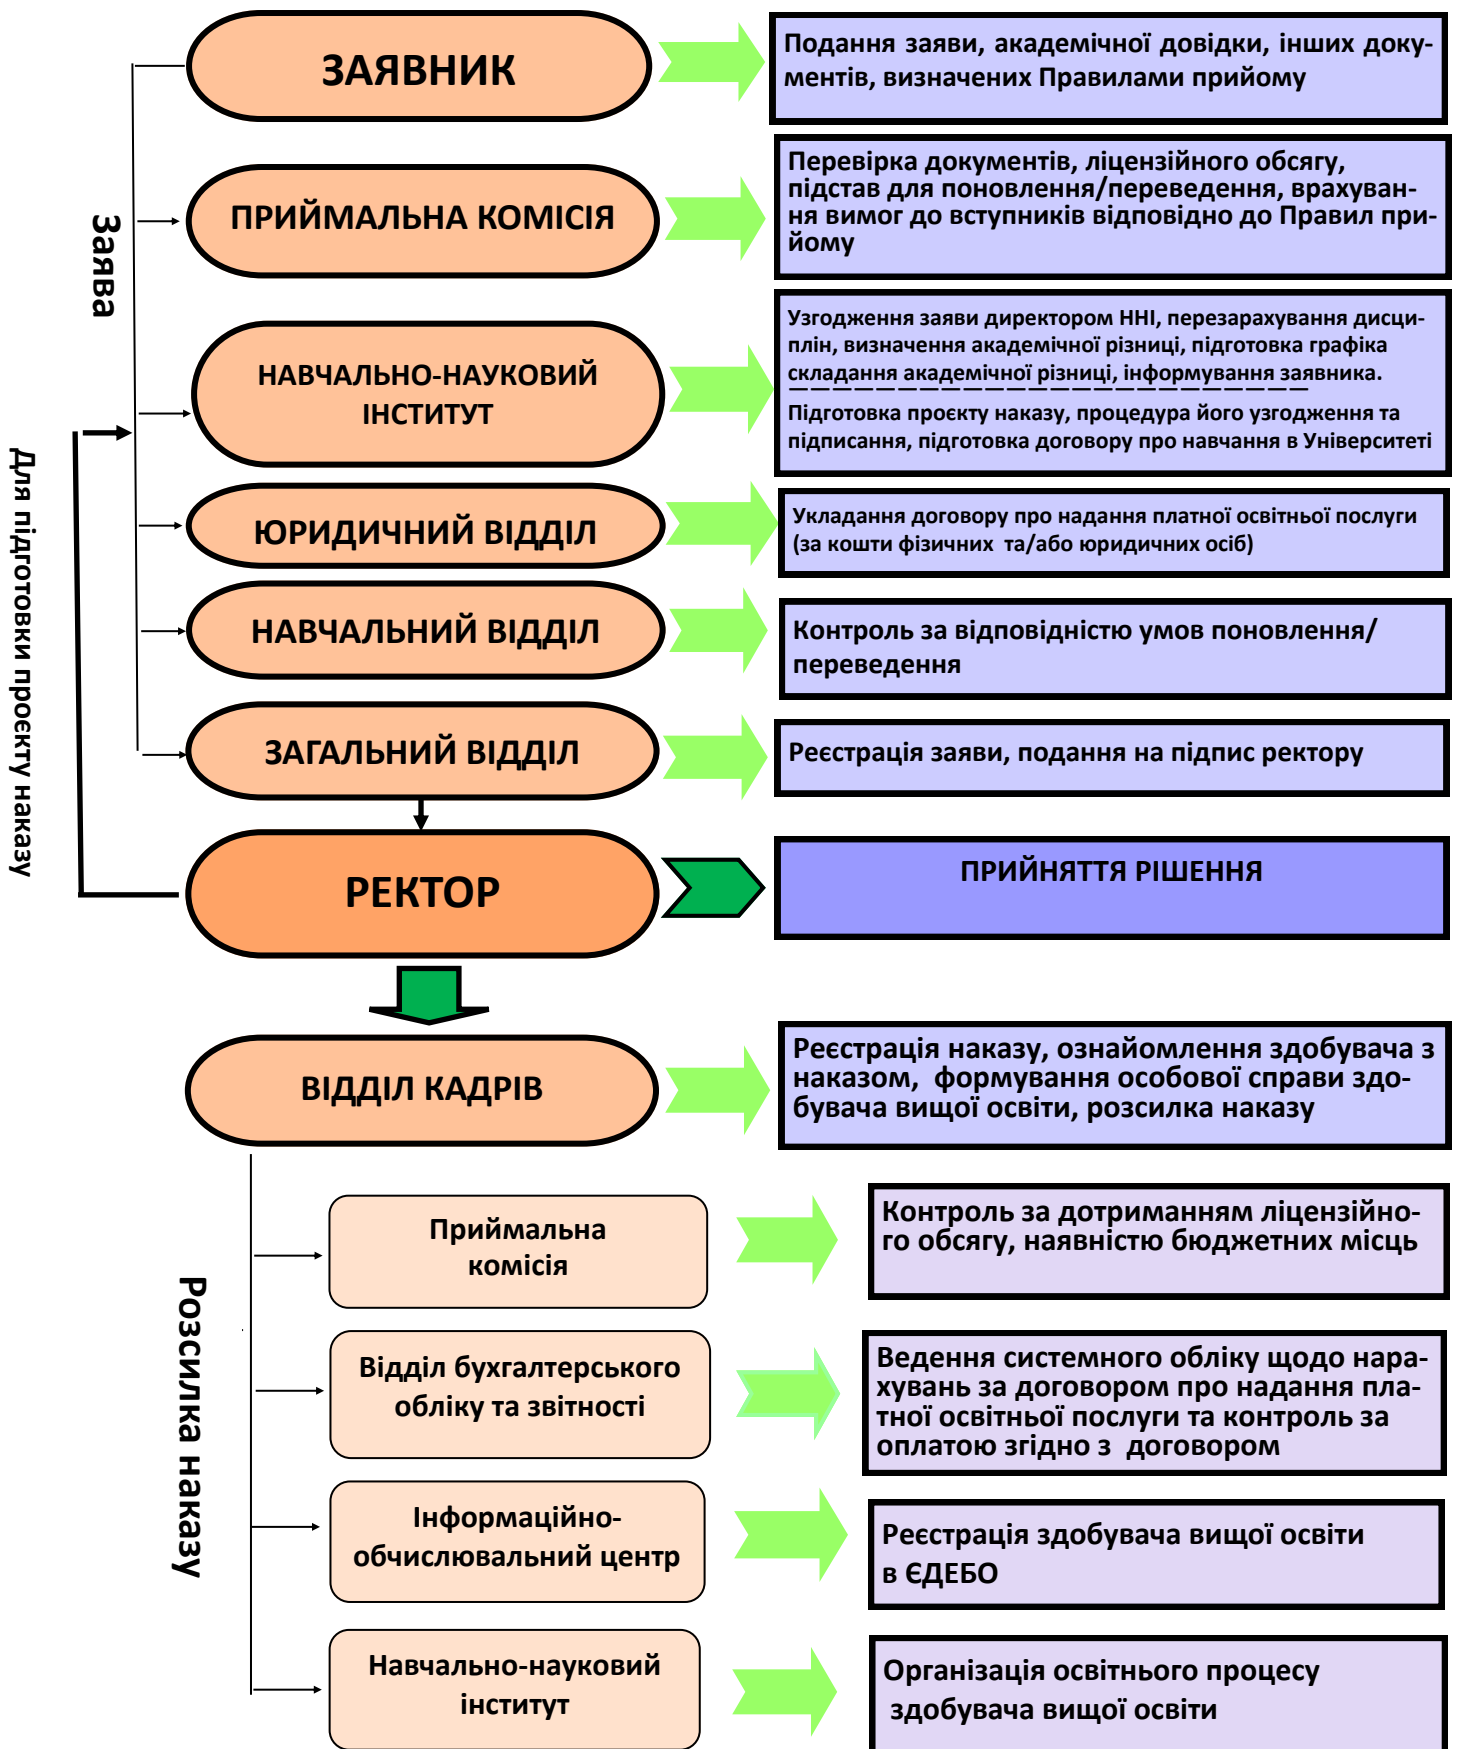 ЗАЯВНИК
Подання заяви, академічної довідки, інших доку-
ментів, визначених Правилами прийому
Заява
ПРИЙМАЛЬНА КОМІСІЯ
Перевірка документів, ліцензійного обсягу,
підстав для поновлення/переведення, врахуван-
ня вимог до вступників відповідно до Правил при-
йому
НАВЧАЛЬНО-НАУКОВИЙ
ІНСТИТУТ
Узгодження заяви директором ННІ, перезарахування дисци-
плін, визначення академічної різниці, підготовка графіка
складання академічної різниці, інформування заявника.
————————————————————————
Підготовка проєкту наказу, процедура його узгодження та
підписання, підготовка договору про навчання в Університеті
Для підготовки проєкту наказу
ЮРИДИЧНИЙ ВІДДІЛ
Укладання договору про надання платної освітньої послуги
(за кошти фізичних та/або юридичних осіб)
НАВЧАЛЬНИЙ ВІДДІЛ
Контроль за відповідністю умов поновлення/
переведення
ЗАГАЛЬНИЙ ВІДДІЛ
Реєстрація заяви, подання на підпис ректору
РЕКТОР
ПРИЙНЯТТЯ РІШЕННЯ
ВІДДІЛ КАДРІВ
Реєстрація наказу, ознайомлення здобувача з
наказом, формування особової справи здо-
бувача вищої освіти, розсилка наказу
Розсилка наказу
Приймальна
комісія
Контроль за дотриманням ліцензійно-
го обсягу, наявністю бюджетних місць
Відділ бухгалтерського
обліку та звітності
Ведення системного обліку щодо нара-
хувань за договором про надання пла-
тної освітньої послуги та контроль за
оплатою згідно з договором
Інформаційно-
обчислювальний центр
Реєстрація здобувача вищої освіти
в ЄДЕБО
Навчально-науковий
інститут
Організація освітнього процесу
здобувача вищої освіти